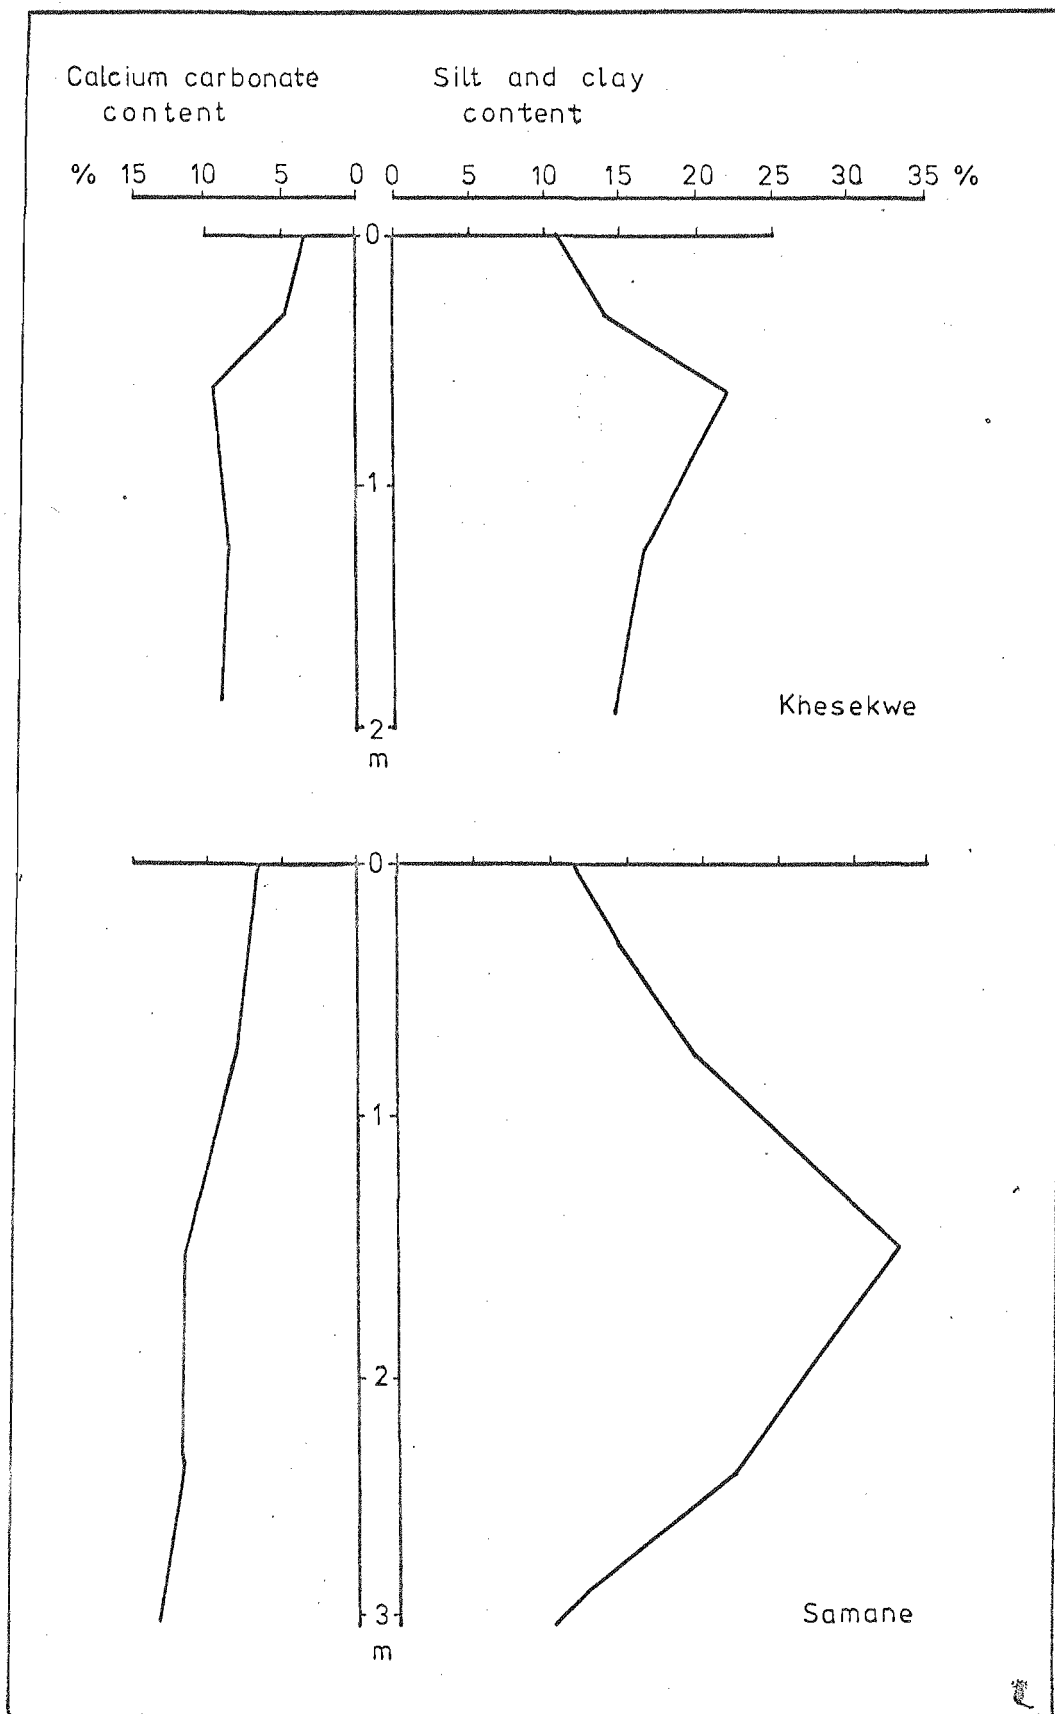 Calcium carbonate
content
Silt and clay
content
% 15 10 5 0 0 5 10 15 20 25 30 35 %
0
1
2
m
Khesekwe
0
1
2
3
m
Samane